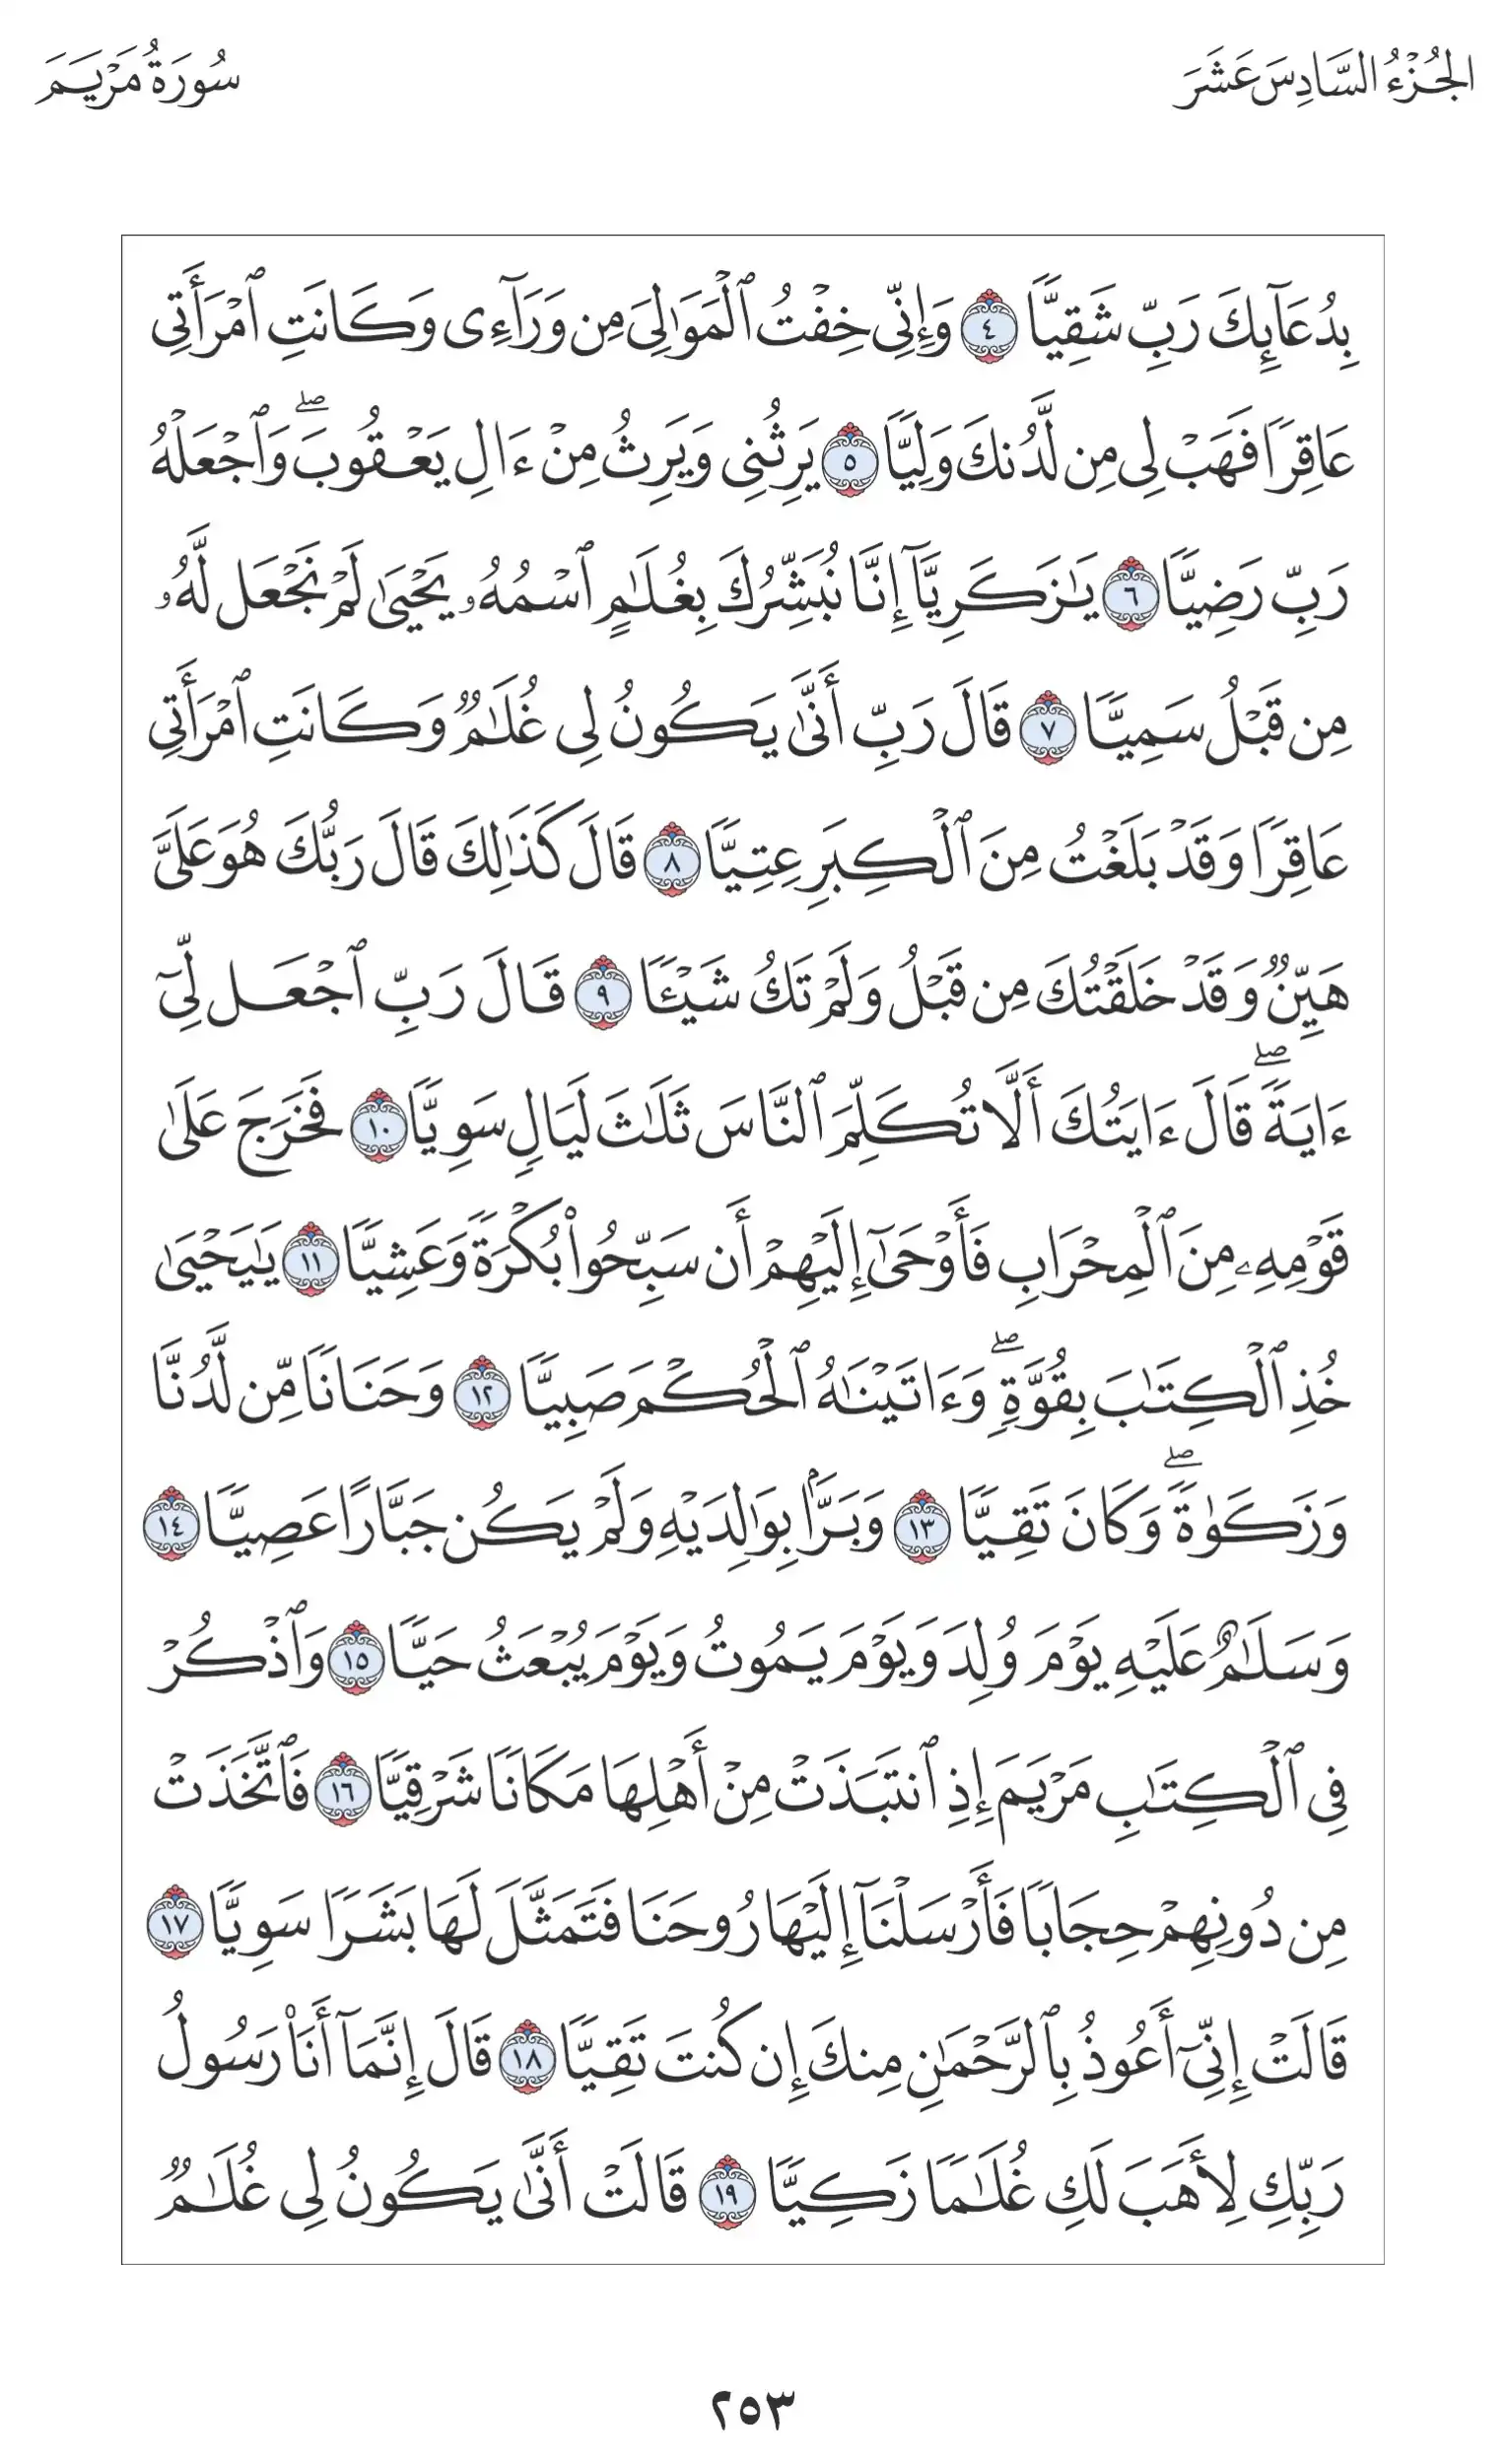 الجُزْءُ السَّادِسَ عَشَرَ
سُورَةُ مَرْيَمَ
بِدُعَآئِكَ رَبِّ شَقِيًّا ٤ وَإِنِّي خِفْتُ ٱلْمَوَٰلِيَ مِن وَرَآءِى وَكَانَتِ ٱمْرَأَتِي
عَاقِرًا فَهَبْ لِي مِن لَّدُنكَ وَلِيًّا ٥ يَرِثُنِي وَيَرِثُ مِنْ ءَالِ يَعْقُوبَۖ وَٱجْعَلْهُ
رَبِّ رَضِيًّا ٦ يَٰزَكَرِيَّآ إِنَّا نُبَشِّرُكَ بِغُلَٰمٍ ٱسْمُهُۥ يَحْيَىٰ لَمْ نَجْعَل لَّهُۥ
مِن قَبْلُ سَمِيًّا ٧ قَالَ رَبِّ أَنَّىٰ يَكُونُ لِي غُلَٰمٌ وَكَانَتِ ٱمْرَأَتِي
عَاقِرًا وَقَدْ بَلَغْتُ مِنَ ٱلْكِبَرِ عِتِيًّا ٨ قَالَ كَذَٰلِكَ قَالَ رَبُّكَ هُوَ عَلَيَّ
هَيِّنٌ وَقَدْ خَلَقْتُكَ مِن قَبْلُ وَلَمْ تَكُ شَيْـًٔا ٩ قَالَ رَبِّ ٱجْعَل لِّيٓ
ءَايَةًۖ قَالَ ءَايَتُكَ أَلَّا تُكَلِّمَ ٱلنَّاسَ ثَلَٰثَ لَيَالٍ سَوِيًّا ١٠ فَخَرَجَ عَلَىٰ
قَوْمِهِۦ مِنَ ٱلْمِحْرَابِ فَأَوْحَىٰٓ إِلَيْهِمْ أَن سَبِّحُوا۟ بُكْرَةً وَعَشِيًّا ١١ يَٰيَحْيَىٰ
خُذِ ٱلْكِتَٰبَ بِقُوَّةٍۖ وَءَاتَيْنَٰهُ ٱلْحُكْمَ صَبِيًّا ١٢ وَحَنَانًا مِّن لَّدُنَّا
وَزَكَوٰةًۖ وَكَانَ تَقِيًّا ١٣ وَبَرًّۢا بِوَٰلِدَيْهِ وَلَمْ يَكُن جَبَّارًا عَصِيًّا ١٤
وَسَلَٰمٌ عَلَيْهِ يَوْمَ وُلِدَ وَيَوْمَ يَمُوتُ وَيَوْمَ يُبْعَثُ حَيًّا ١٥ وَٱذْكُرْ
فِي ٱلْكِتَٰبِ مَرْيَمَ إِذِ ٱنتَبَذَتْ مِنْ أَهْلِهَا مَكَانًا شَرْقِيًّا ١٦ فَٱتَّخَذَتْ
مِن دُونِهِمْ حِجَابًا فَأَرْسَلْنَآ إِلَيْهَا رُوحَنَا فَتَمَثَّلَ لَهَا بَشَرًا سَوِيًّا ١٧
قَالَتْ إِنِّيٓ أَعُوذُ بِٱلرَّحْمَٰنِ مِنكَ إِن كُنتَ تَقِيًّا ١٨ قَالَ إِنَّمَآ أَنَا۠ رَسُولُ
رَبِّكِ لِأَهَبَ لَكِ غُلَٰمًا زَكِيًّا ١٩ قَالَتْ أَنَّىٰ يَكُونُ لِي غُلَٰمٌ
٢٥٣